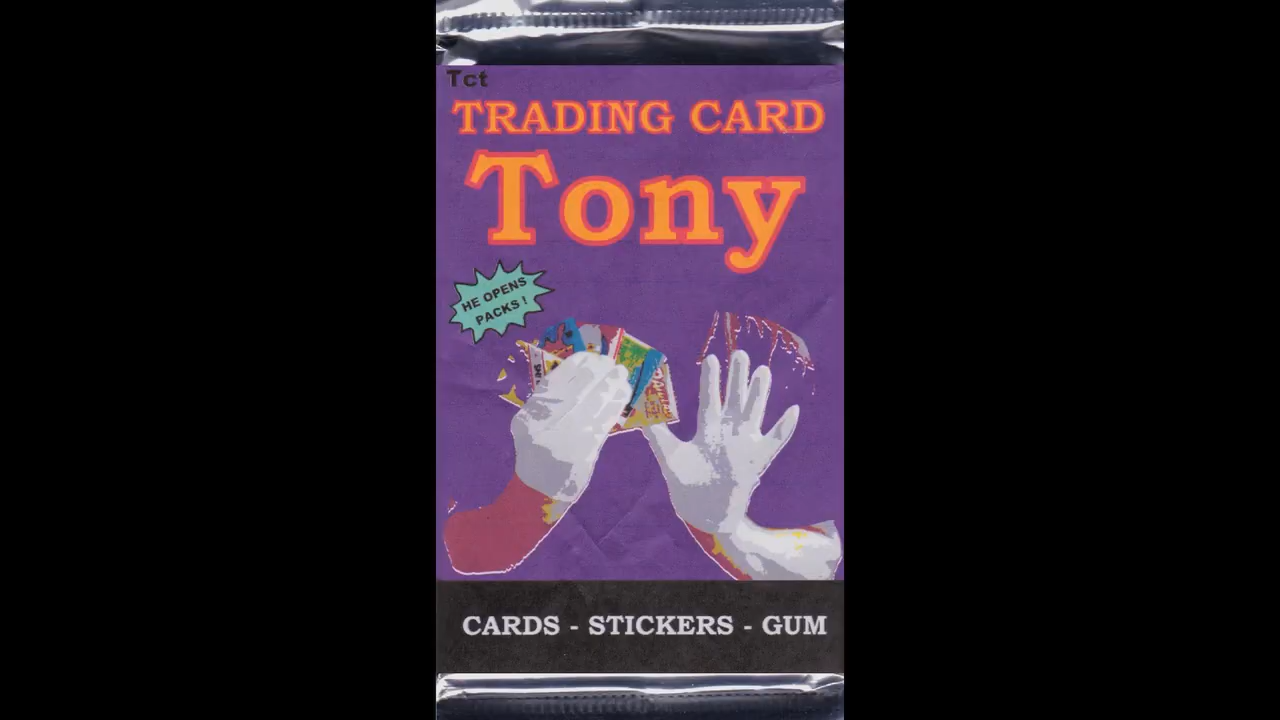 Tct
TRADING CARD
Tony
HE OPENS
PACKS!
CARDS - STICKERS - GUM